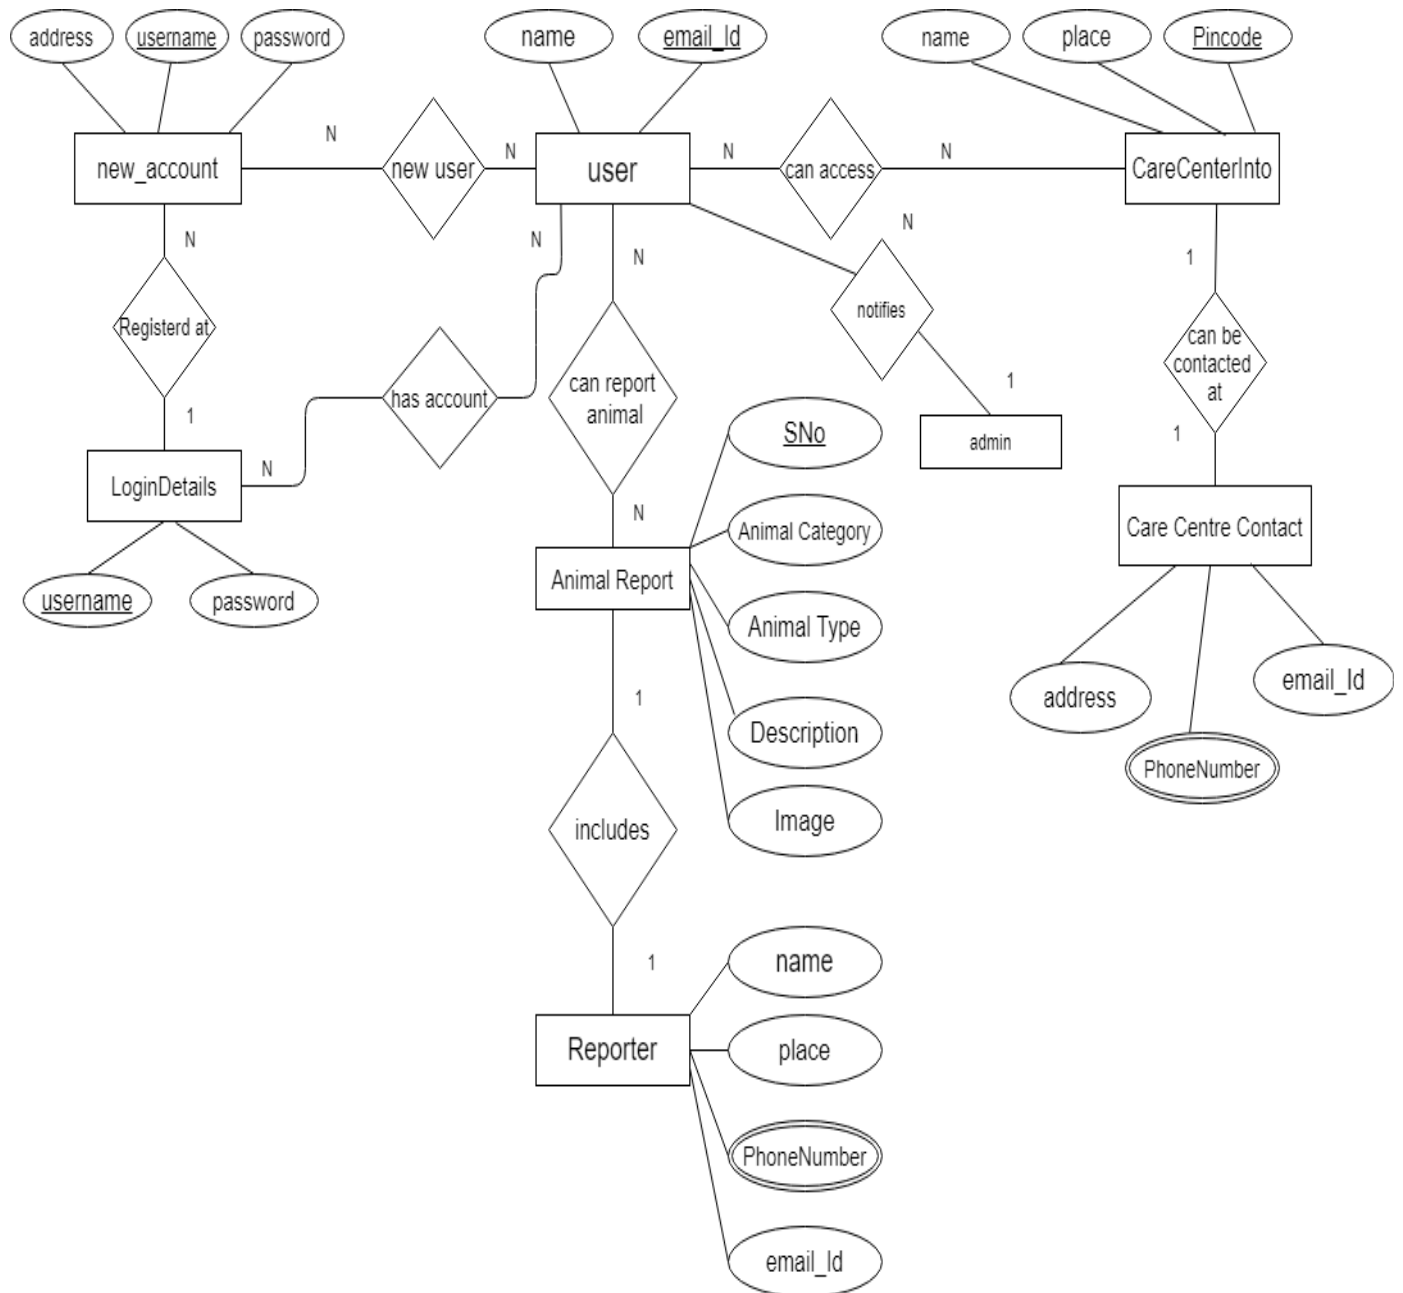 address
username
password
name
email_Id
name
place
Pincode
N
new_account
new user
N
user
N
can access
N
CareCenterInto
N
N
N
N
1
Registerd at
notifies
can be
contacted
at
has account
can report
animal
1
1
1
SNo
admin
N
LoginDetails
N
Animal Category
Care Centre Contact
Animal Report
username
password
Animal Type
address
email_Id
1
Description
PhoneNumber
Image
includes
1
name
Reporter
place
PhoneNumber
email_Id